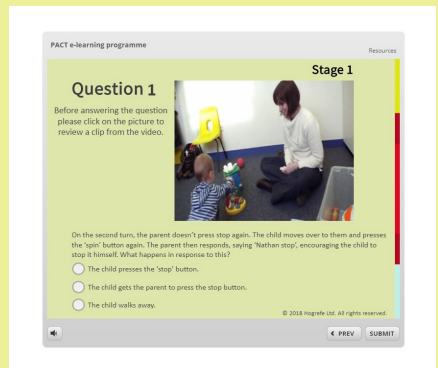 PACT e-learning programme
Resources
Stage 1
Question 1
Before answering the question
please click on the picture to
review a clip from the video.
On the second turn, the parent doesn't press stop again. The child moves over to them and presses
the 'spin' button again. The parent then responds, saying 'Nathan stop', encouraging the child to
stop it himself. What happens in response to this?
The child presses the 'stop' button.
The child gets the parent to press the stop button.
The child walks away.
© 2018 Hogrefe Ltd. All rights reserved.
PREV
SUBMIT